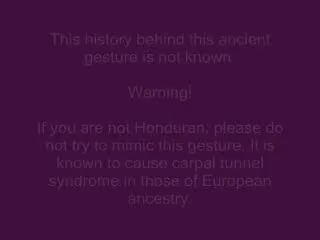 This history behind this ancient
gesture is not known
Warning!
If you are not Honduran, please do
not try to mimic this gesture. It is
known to cause carpal tunnel
syndrome in those of European
ancestry.